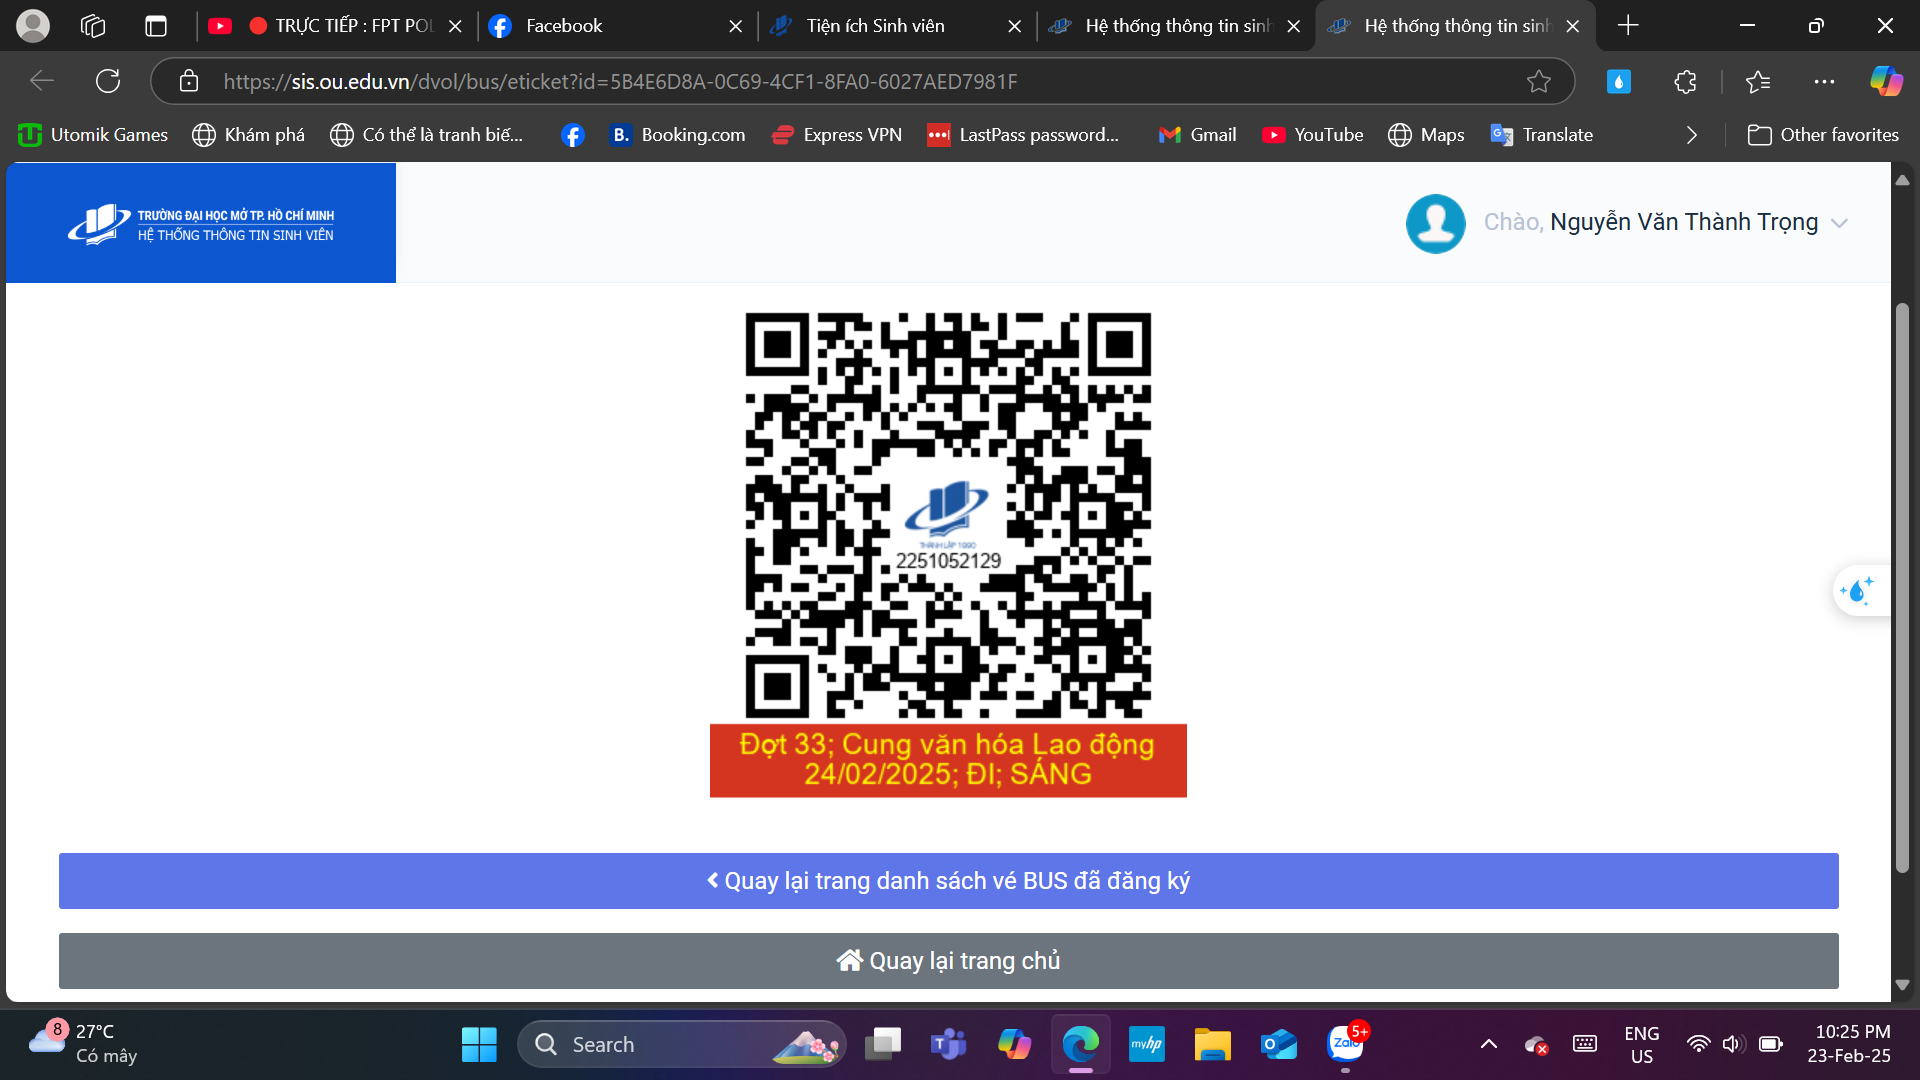 TRỰC TIẾP : FPT POL
Facebook
Tiện ích Sinh viên
Hệ thống thông tin sinh
Hệ thống thông tin sinh
https://sis.ou.edu.vn/dvol/bus/eticket?id=5B4E6D8A-0C69-4CF1-8FA0-6027AED7981F
Utomik Games
Khám phá
Có thể là tranh biế...
B.
Booking.com
Express VPN
LastPass password...
Gmail
YouTube
Maps
Translate
Other favorites
TRƯỜNG ĐẠI HỌC MỞ TP. HỒ CHÍ MINH
HỆ THỐNG THÔNG TIN SINH VIÊN
Chào, Nguyễn Văn Thành Trọng
THÀNH LẬP 1990
2251052129
Đợt 33; Cung văn hóa Lao động
24/02/2025; ĐI; SÁNG
Quay lại trang danh sách vé BUS đã đăng ký
Quay lại trang chủ
8
27°C
Có mây
Search
myhp
Zalo
5+
ENG
US
10:25 PM
23-Feb-25